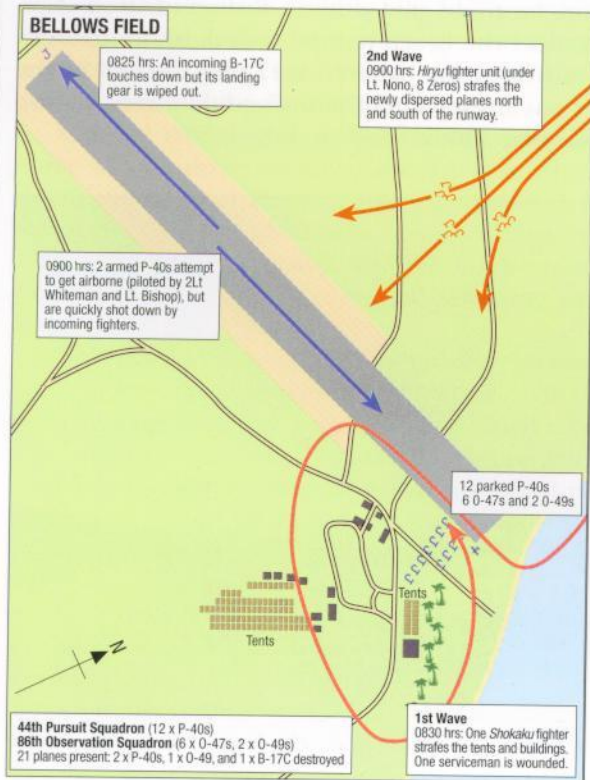 BELLOWS FIELD
0825 hrs: An incoming B-17C
touches down but its landing
gear is wiped out.
2nd Wave
0900 hrs: Hiryu fighter unit (under
Lt. Nono, 8 Zeros) strafes the
newly dispersed planes north
and south of the runway.
0900 hrs: 2 armed P-40s attempt
to get airborne (piloted by 2Lt
Whiteman and Lt. Bishop), but
are quickly shot down by
incoming fighters.
12 parked P-40s
6 O-47s and 2 O-49s
Tents
Tents
N
44th Pursuit Squadron (12 x P-40s)
86th Observation Squadron (6 x O-47s, 2 x O-49s)
21 planes present: 2 x P-40s, 1 x O-49, and 1 x B-17C destroyed
1st Wave
0830 hrs: One Shokaku fighter
strafes the tents and buildings.
One serviceman is wounded.